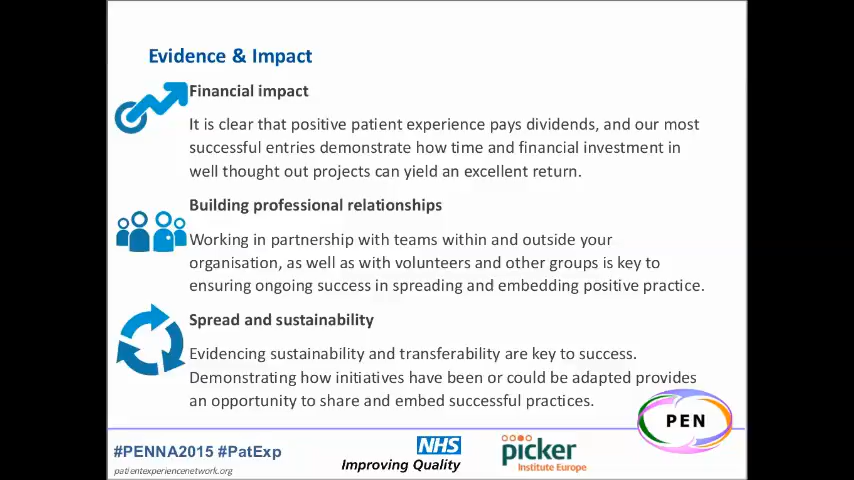 Evidence & Impact
Financial impact
It is clear that positive patient experience pays dividends, and our most
successful entries demonstrate how time and financial investment in
well thought out projects can yield an excellent return.
Building professional relationships
Working in partnership with teams within and outside your
organisation, as well as with volunteers and other groups is key to
ensuring ongoing success in spreading and embedding positive practice.
Spread and sustainability
Evidencing sustainability and transferability are key to success.
Demonstrating how initiatives have been or could be adapted provides
an opportunity to share and embed successful practices.
PEN
#PENNA2015 #PatExp
patientexperiencenetwork.org
NHS
Improving Quality
picker
Institute Europe